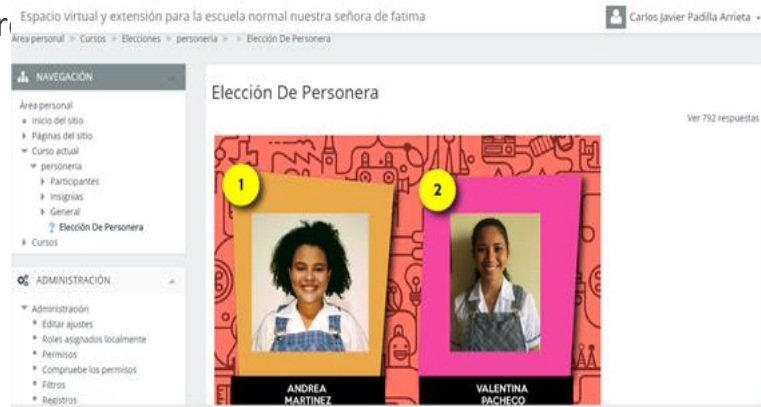 Espacio virtual y extensión para la escuela normal nuestra señora de fatima
Carlos Javier Padilla Arrieta
Area personal > Cursos > Elecciones > personeria > > Elección De Personera
NAVEGACIÓN
Área personal
Inicio del sitio
Páginas del sitio
Curso actual
personeria
Participantes
Insignias
General
Elección De Personera
Cursos
ADMINISTRACIÓN
Administración
Editar ajustes
Roles asignados localmente
Permisos
Compruebe los permisos
Filtros
Registros
Elección De Personera
Ver 792 respuestas
1
2
ANDREA
MARTINEZ
VALENTINA
PACHECO